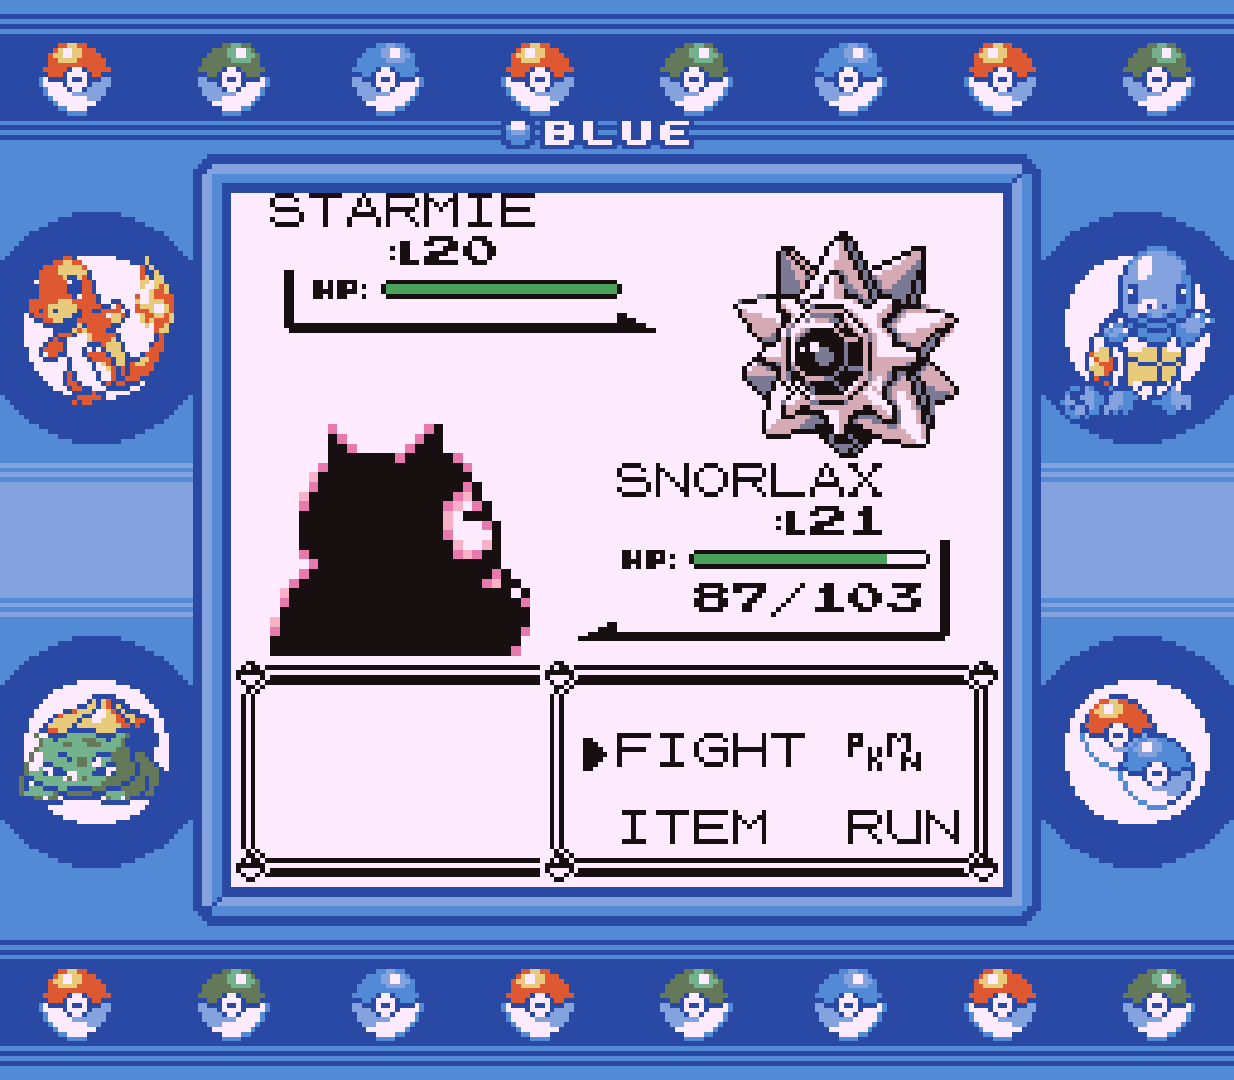 BLUE
STARMIE
:L20
HP:
SNORLAX
:L21
HP:
87/103
FIGHT PKMN
ITEM RUN